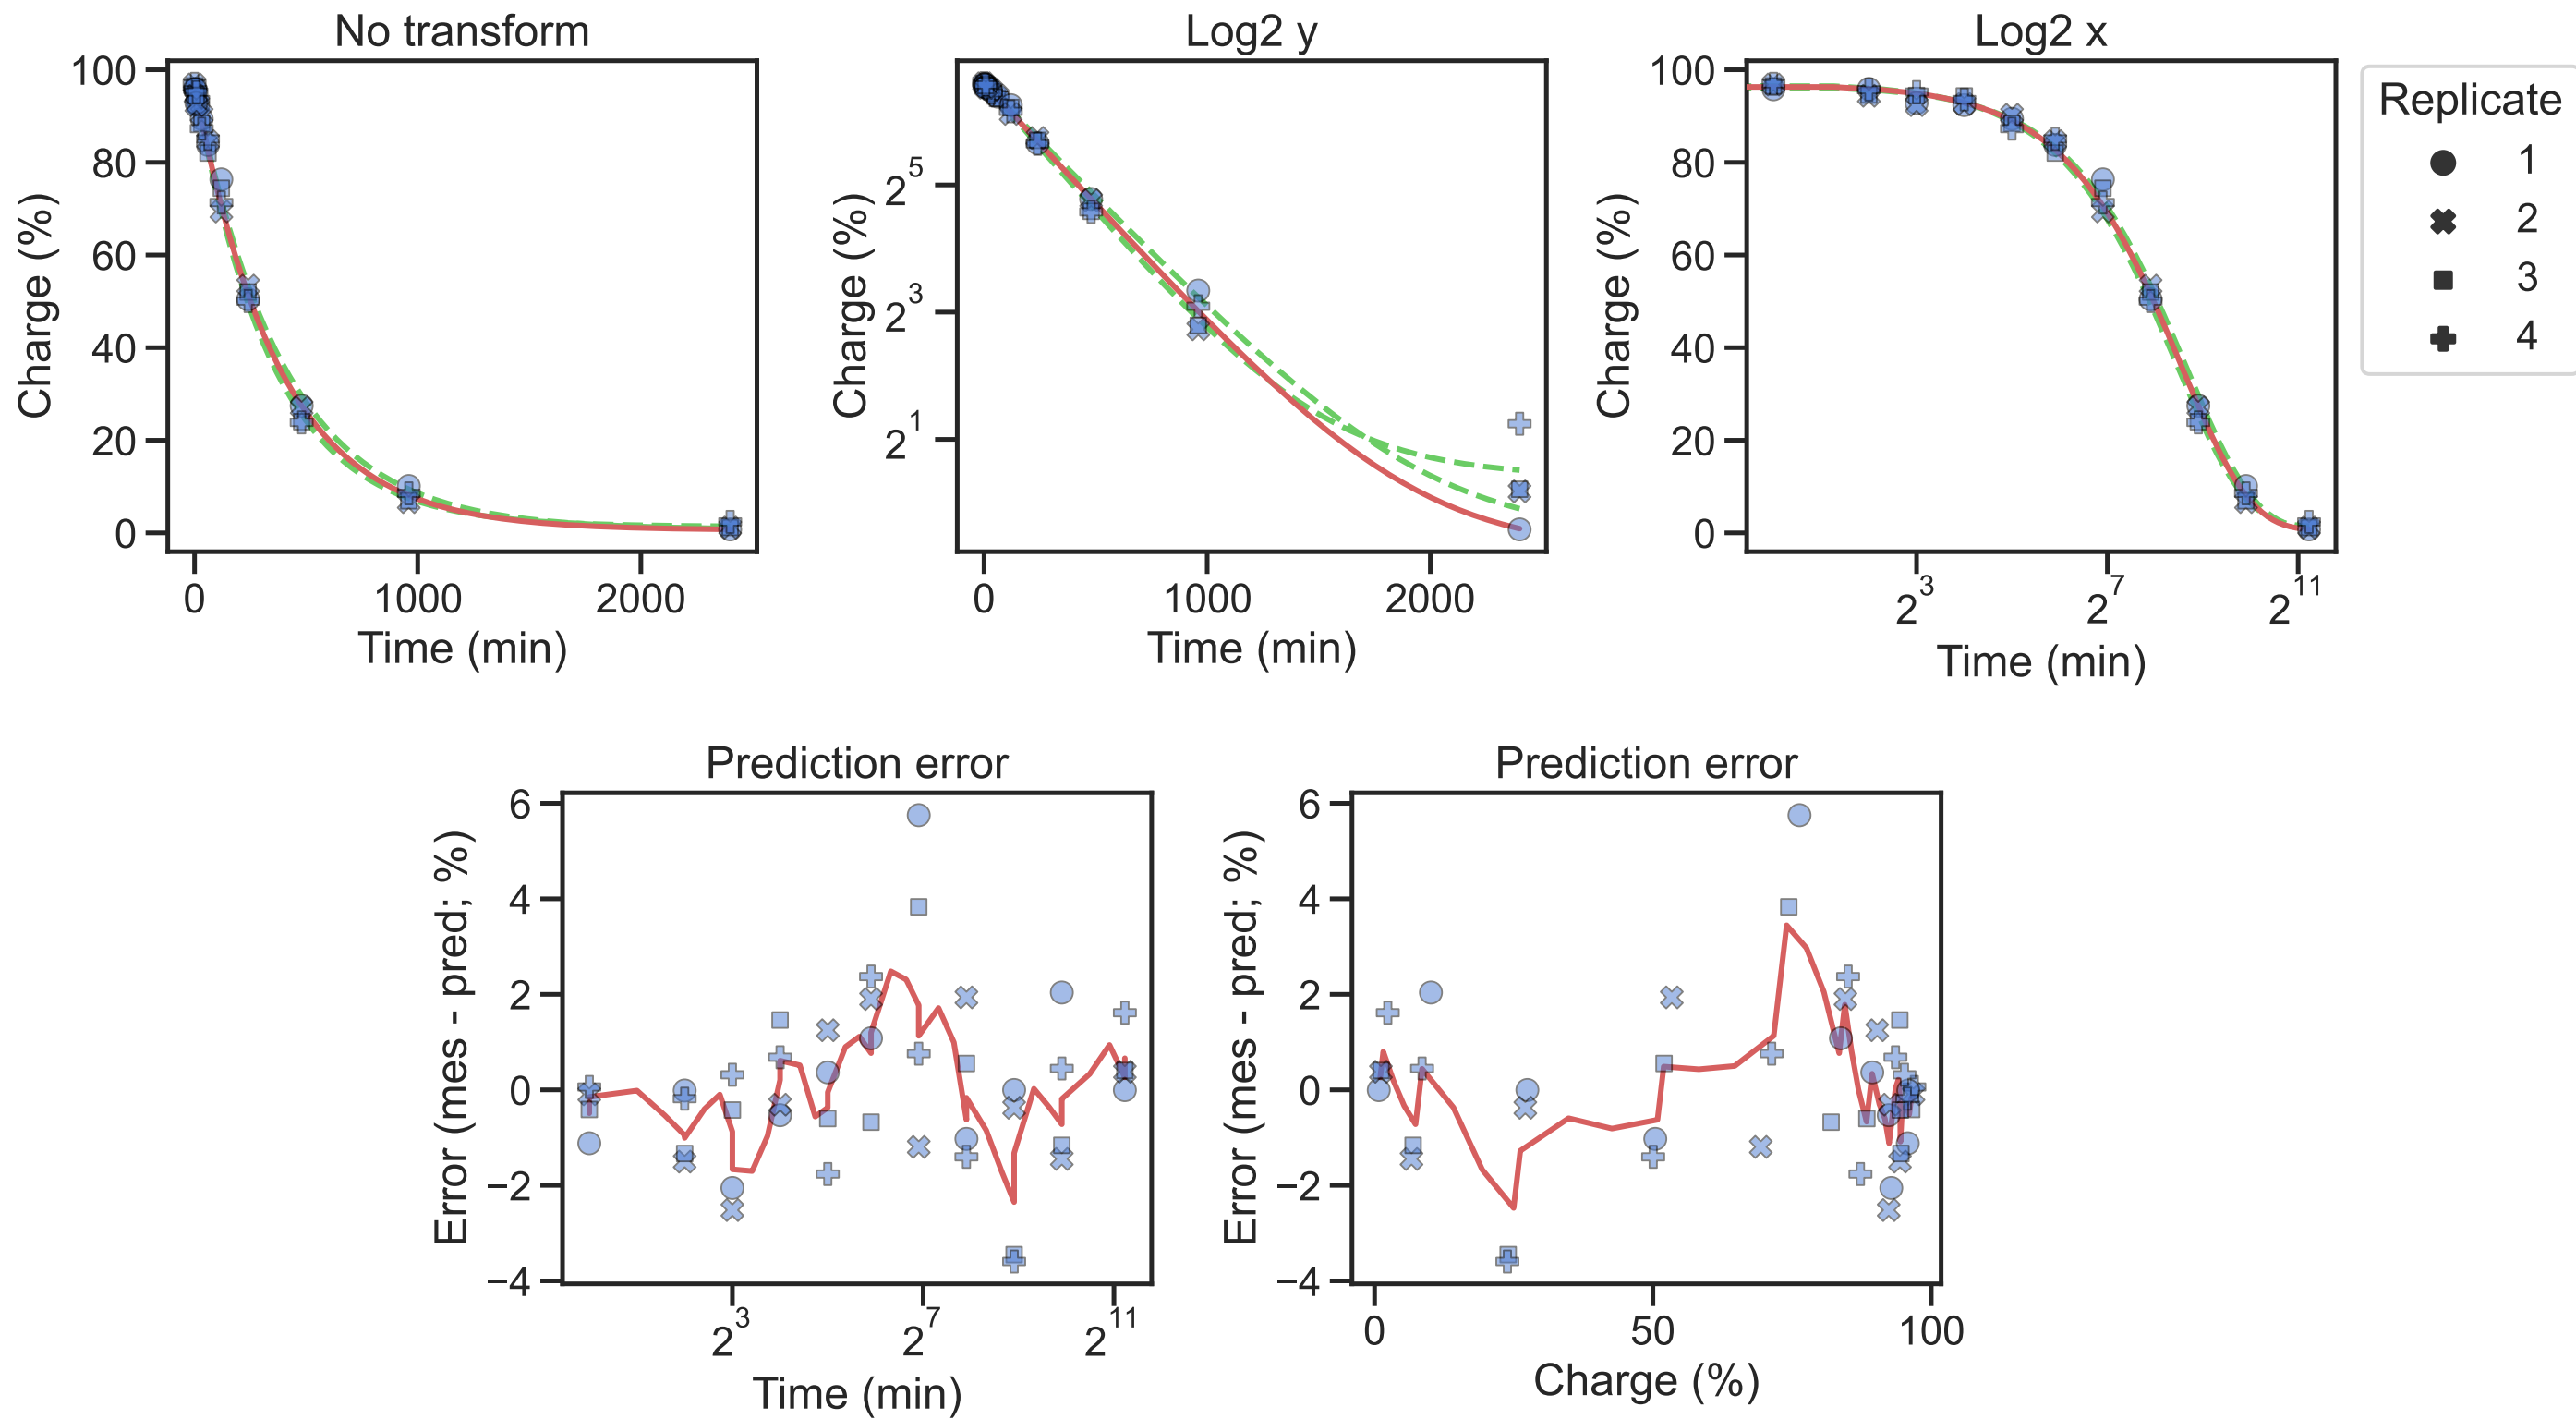 No transform
Log2 y
Log2 x
100
80
60
40
20
0
Charge (%)
0
1000
2000
Time (min)
2^5
2^3
2^1
Charge (%)
0
1000
2000
Time (min)
100
80
60
40
20
0
Charge (%)
2^3
2^7
2^11
Time (min)
Replicate
1
2
3
4
Prediction error
Prediction error
6
4
2
0
−2
−4
Error (mes - pred; %)
2^3
2^7
2^11
Time (min)
6
4
2
0
−2
−4
Error (mes - pred; %)
0
50
100
Charge (%)